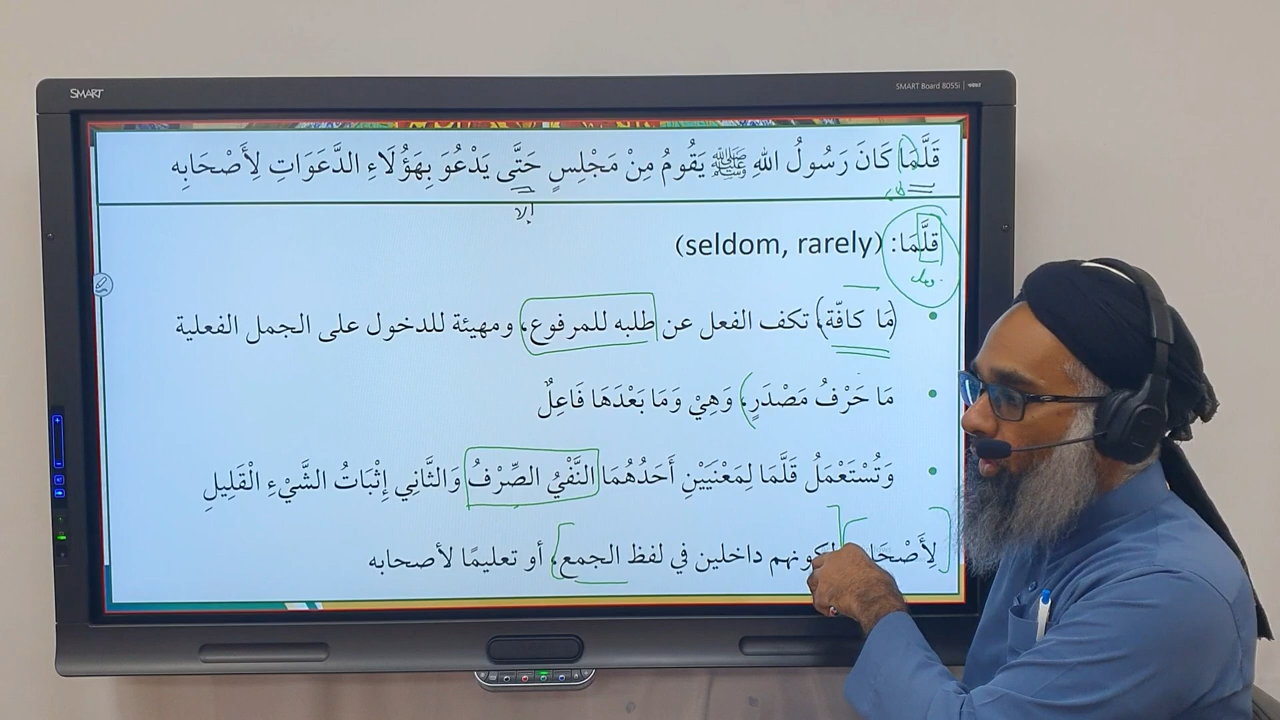 SMART
SMART Board 8055i
قَلَّمَا كَانَ رَسُولُ اللهِ ﷺ يَقُومُ مِنْ مَجْلِسٍ حَتَّى يَدْعُوَ بِهَؤُلَاءِ الدَّعَوَاتِ لِأَصْحَابِهِ
إلا
قلَّمَا: (seldom, rarely)
(مَا كافّة) تكف الفعل عن طلبه للمرفوع، ومهيئة للدخول على الجمل الفعلية
مَا حَرْفُ مَصْدَرٍ، وَهِيْ وَمَا بَعْدَهَا فَاعِلٌ
وَتُسْتَعْمَلُ قَلَّمَا لِمَعْنَيَيْنِ أَحَدُهُمَا النَّفْيُ الصِّرْفُ وَالثَّانِي إِثْبَاتُ الشَّيْءِ الْقَلِيلِ
لكونهم داخلين في لفظ الجمع، أو تعليمًا لأصحابه